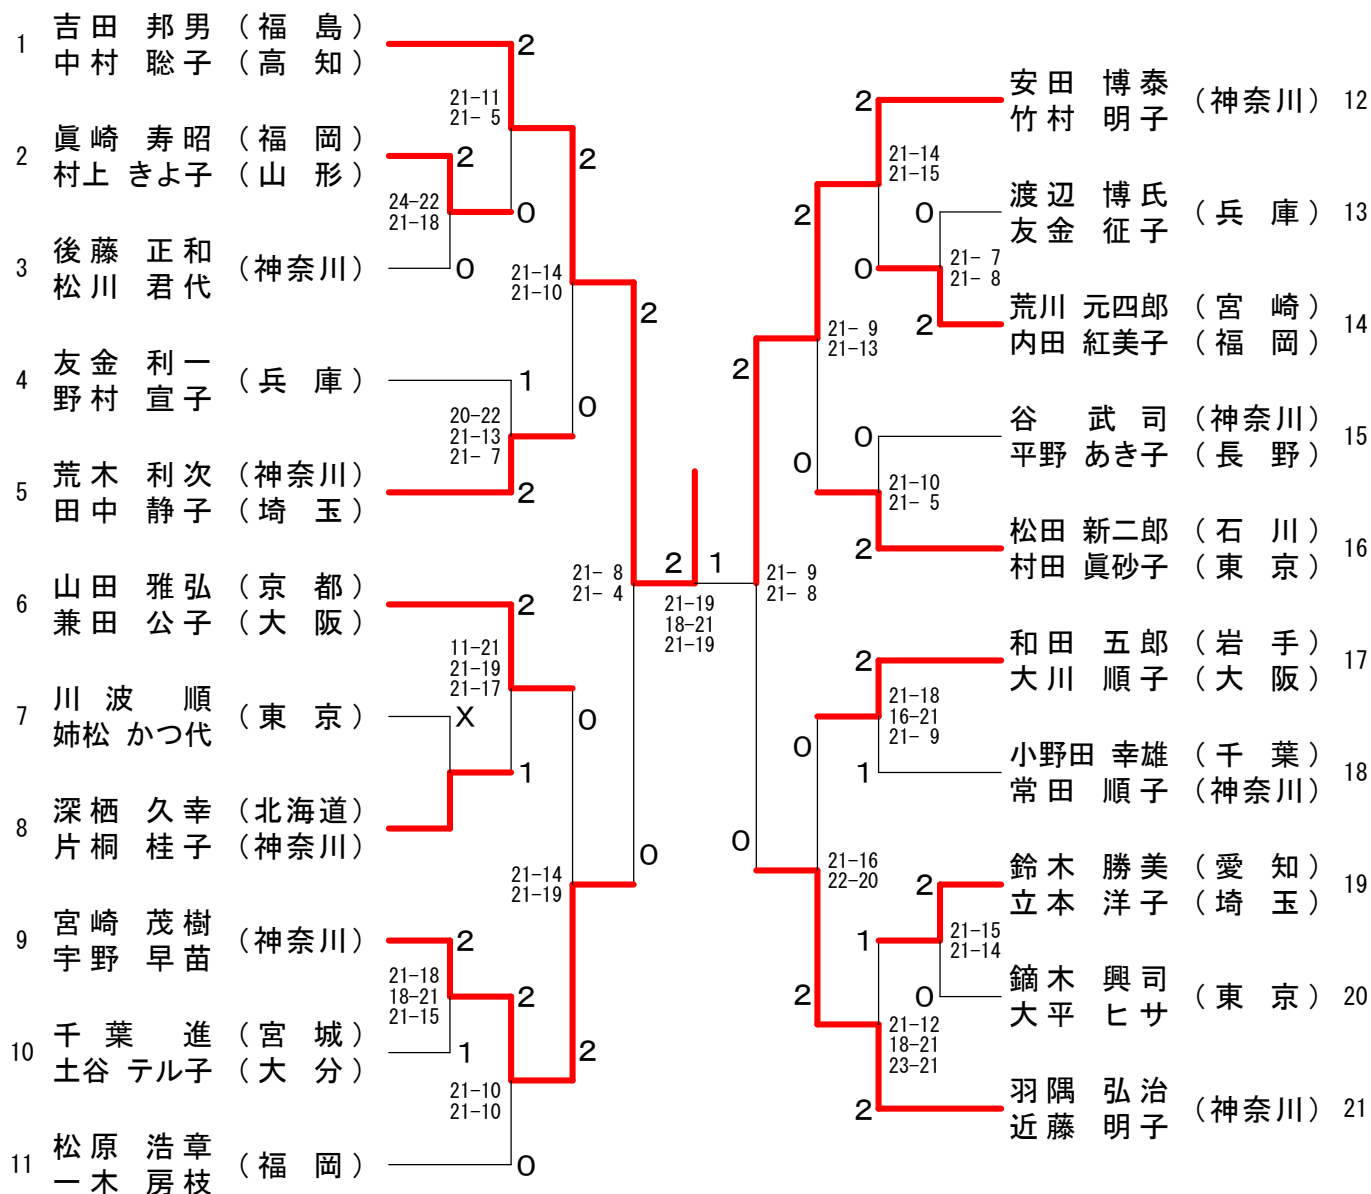 1 吉田 邦男 (福 島)
中村 聡子 (高 知)
2 眞崎 寿昭 (福 岡)
村上 きよ子 (山 形)
3 後藤 正和 (神奈川)
松川 君代
4 友金 利一 (兵 庫)
野村 宣子
5 荒木 利次 (神奈川)
田中 静子 (埼 玉)
6 山田 雅弘 (京 都)
兼田 公子 (大 阪)
7 川波 順 (東 京)
姉松 かつ代
8 深栖 久幸 (北海道)
片桐 桂子 (神奈川)
9 宮崎 茂樹 (神奈川)
宇野 早苗
10 千葉 進 (宮 城)
土谷 テル子 (大 分)
11 松原 浩章 (福 岡)
一木 房枝
2
21-11
21- 5
2
24-22
21-18
0
0
2
21-14
21-10
1
20-22
21-13
21- 7
2
0
2
2
11-21
21-19
21-17
X
1
0
21- 8
21- 4
21-14
21-19
0
2
21-18
18-21
21-15
1
2
21-10
21-10
0
2
2 1
21-19
18-21
21-19
安田 博泰 (神奈川) 12
竹村 明子
渡辺 博氏 (兵 庫) 13
友金 征子
荒川 元四郎 (宮 崎) 14
内田 紅美子 (福 岡)
谷 武司 (神奈川) 15
平野 あき子 (長 野)
松田 新二郎 (石 川) 16
村田 眞砂子 (東 京)
和田 五郎 (岩 手) 17
大川 順子 (大 阪)
小野田 幸雄 (千 葉) 18
常田 順子 (神奈川)
鈴木 勝美 (愛 知) 19
立本 洋子 (埼 玉)
鏑木 興司 (東 京) 20
大平 ヒサ
羽隅 弘治 (神奈川) 21
近藤 明子
2
21-14
21-15
0
21- 7
21- 8
0
2
2
21- 9
21-13
0
21-10
21- 5
0
2
2
21- 9
21- 8
2
21-18
16-21
21- 9
1
0
0
21-16
22-20
2
21-15
21-14
1
0
2
21-12
18-21
23-21
2